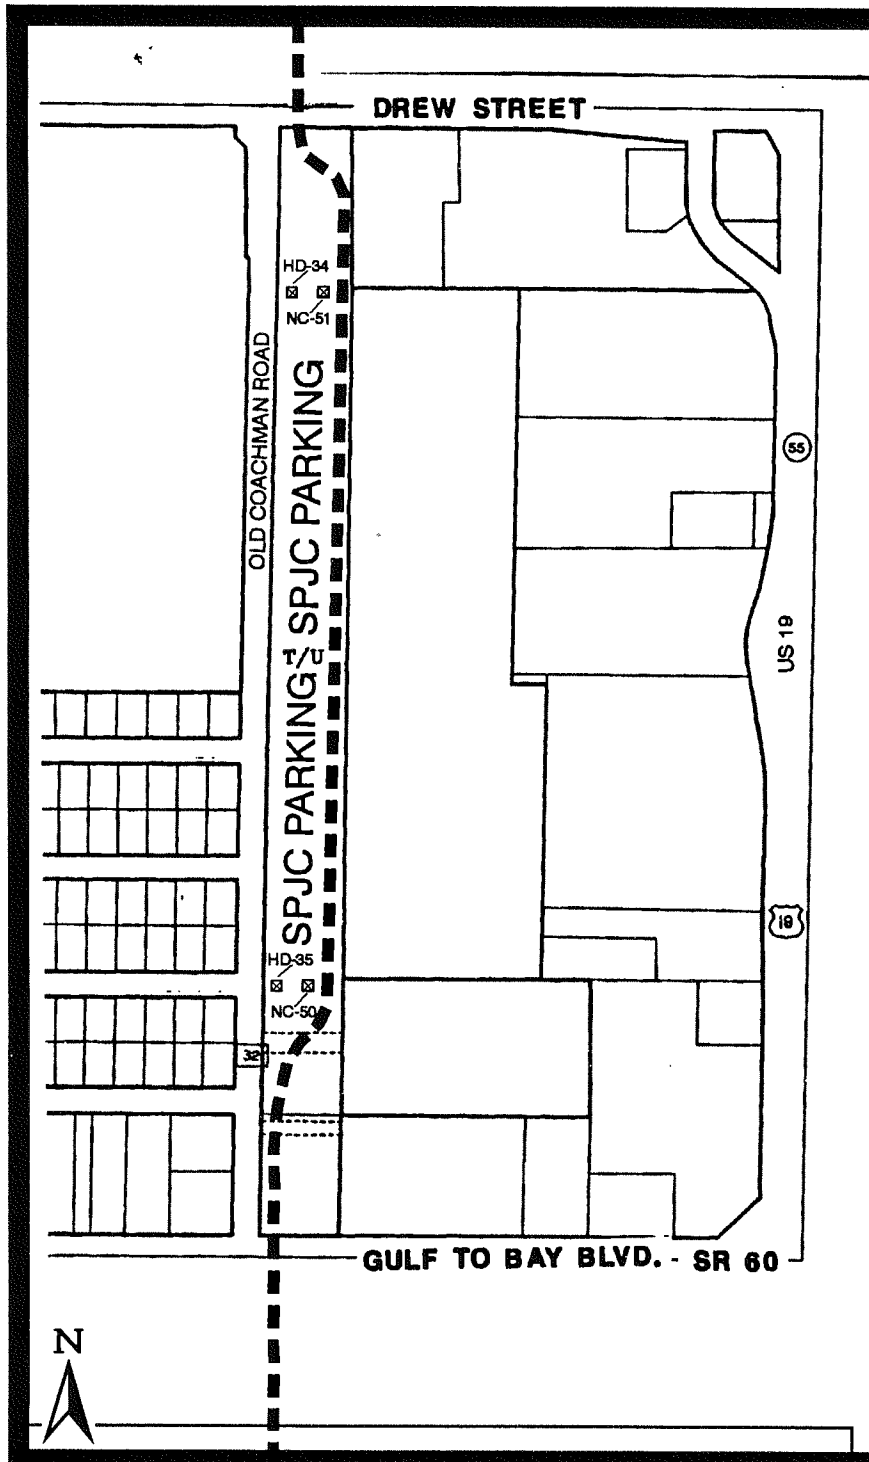 DREW STREET
HD-34
NC-51
OLD COACHMAN ROAD
SPJC PARKING
55
T/U
US 19
SPJC PARKING
19
HD-35
NC-50
32
GULF TO BAY BLVD. - SR 60
N